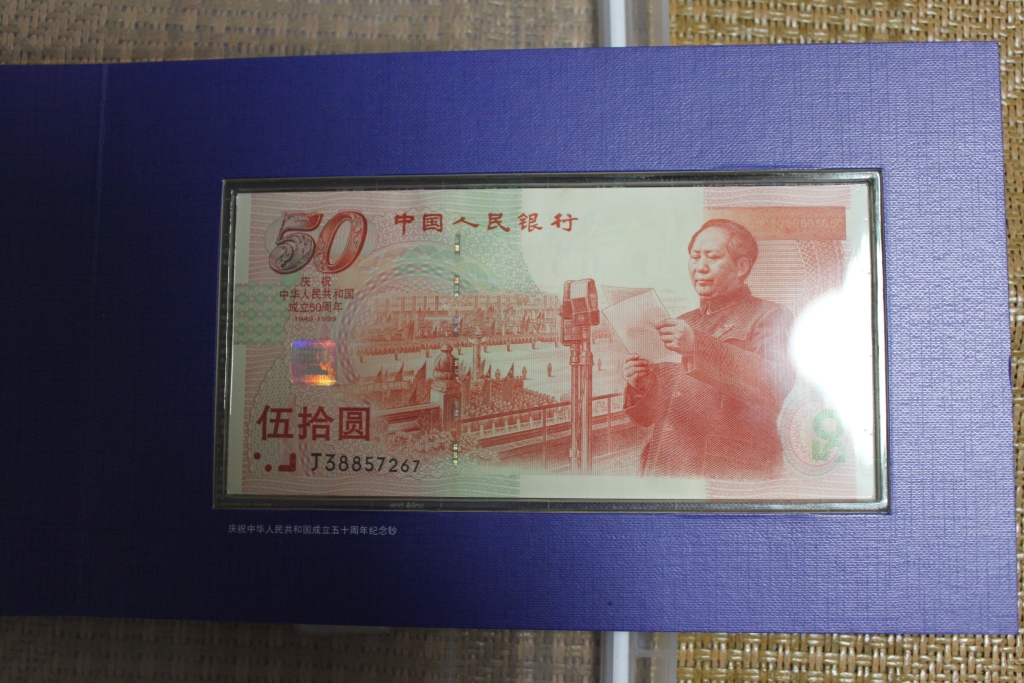 50
中国人民银行
庆祝
中华人民共和国
成立50周年
1949-1999
伍拾圆
J38857267
庆祝中华人民共和国成立五十周年纪念钞